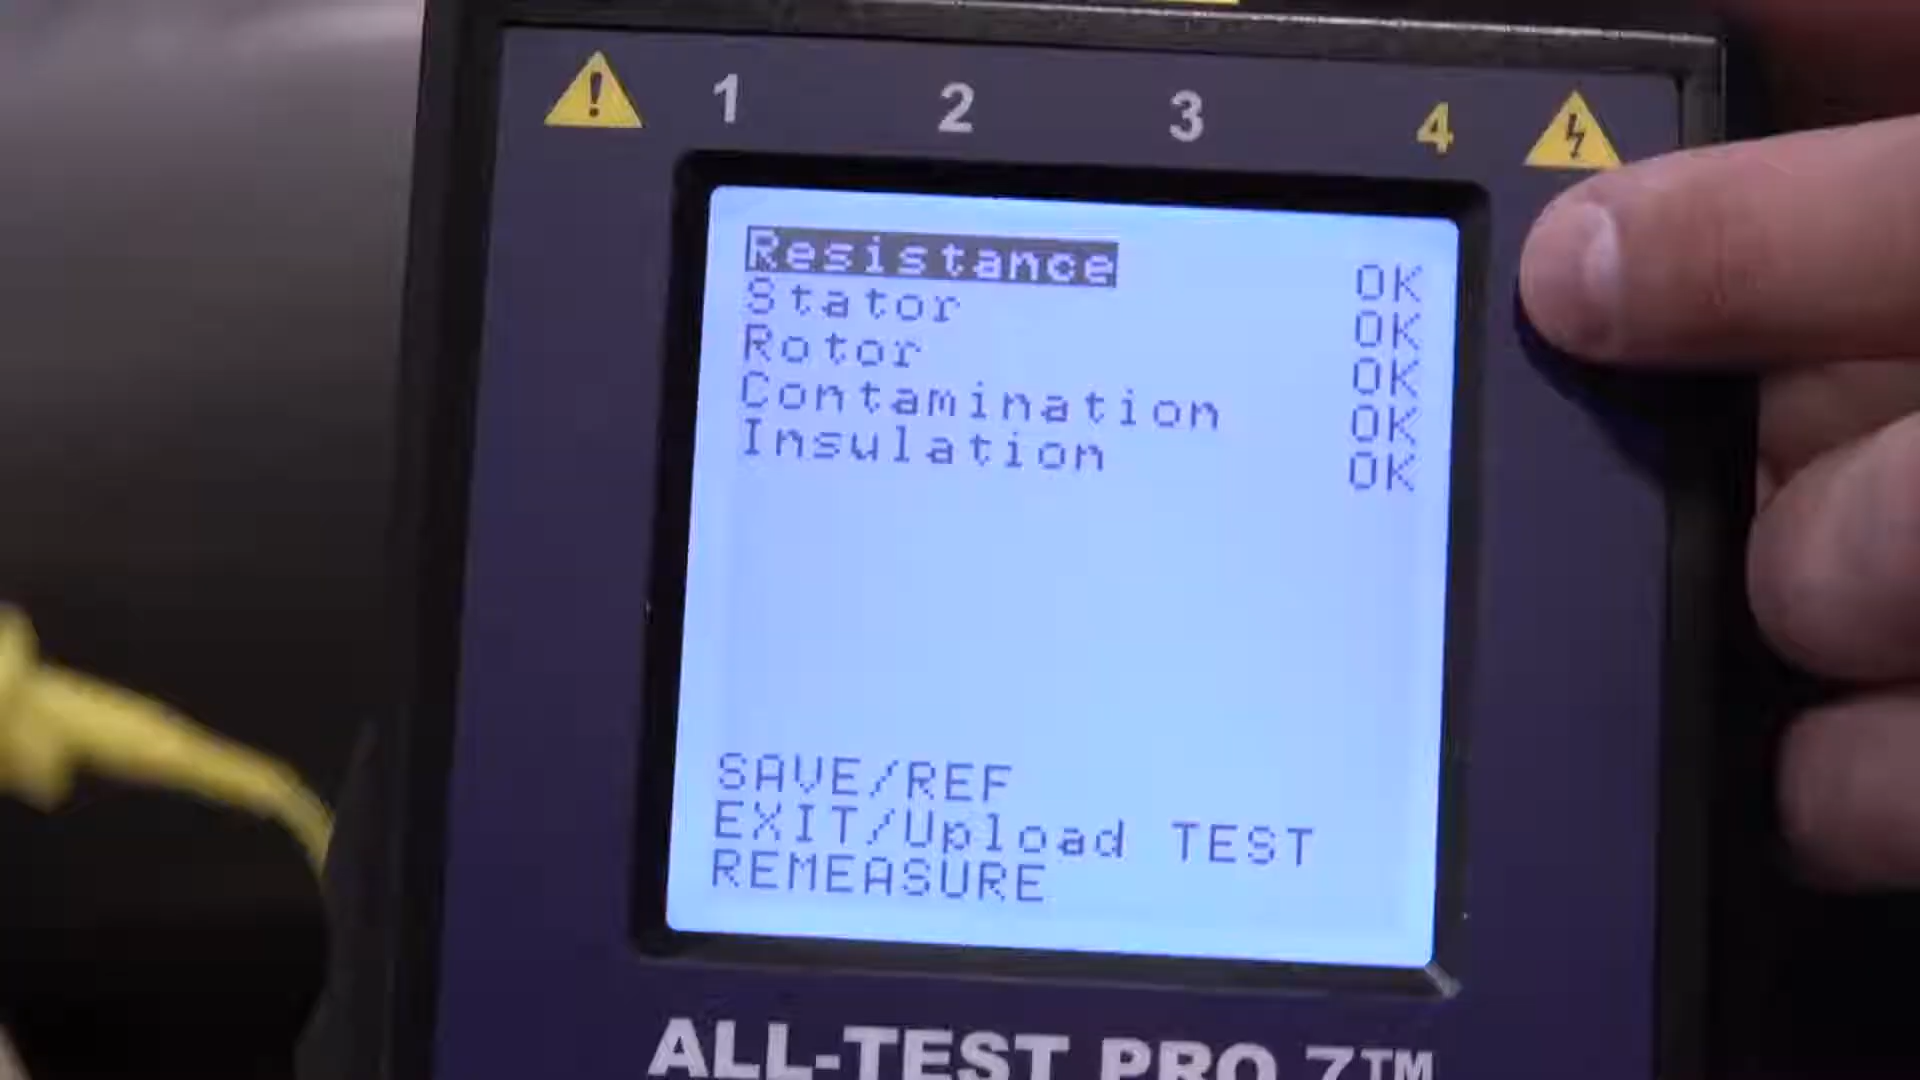 1 2 3 4
Resistance OK
Stator OK
Rotor OK
Contamination OK
Insulation OK
SAVE/REF
EXIT/Upload TEST
REMEASURE
ALL-TEST PRO 7™